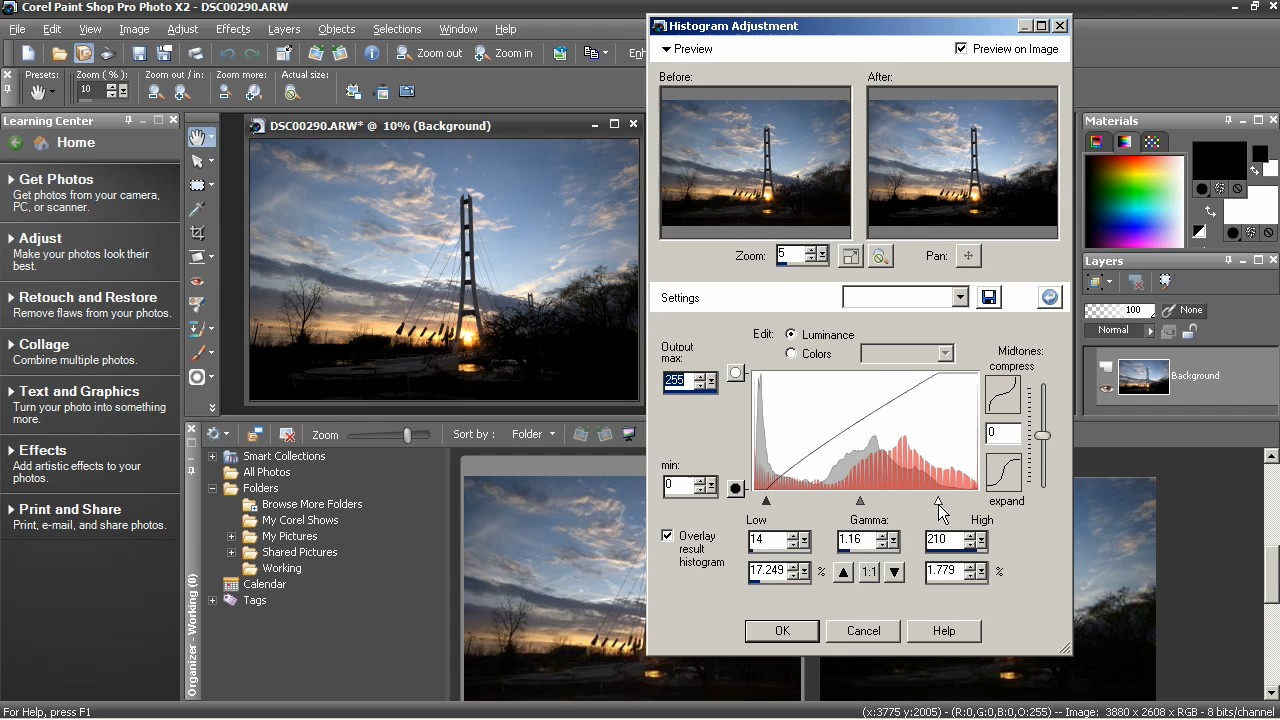 Corel Paint Shop Pro Photo X2 - DSC00290.ARW
File Edit View Image Adjust Effects Layers Objects Selections Window Help
Zoom out Zoom in
Presets: Zoom ( % ): Zoom out / in: Zoom more: Actual size:
10
Learning Center
Home
Get Photos
Get photos from your camera,
PC, or scanner.
Adjust
Make your photos look their
best.
Retouch and Restore
Remove flaws from your photos.
Collage
Combine multiple photos.
Text and Graphics
Turn your photo into something
more.
Effects
Add artistic effects to your
photos.
Print and Share
Print, e-mail, and share photos.
DSC00290.ARW* @ 10% (Background)
Zoom Sort by : Folder
Organizer - Working (0)
Smart Collections
All Photos
Folders
Browse More Folders
My Corel Shows
My Pictures
Shared Pictures
Working
Calendar
Tags
Histogram Adjustment
Preview
Preview on Image
Before: After:
Zoom: 5 Pan:
Settings
Edit: Luminance
Colors
Output
max:
255
min:
0
Midtones:
compress
0
expand
Low Gamma: High
14 1.16 210
17.249 % 1:1 1.779 %
Overlay
result
histogram
OK Cancel Help
Materials
Layers
100 None
Normal
Background
For Help, press F1
(x:3775 y:2005) - (R:0,G:0,B:0,O:255) -- Image: 3880 x 2608 x RGB - 8 bits/channel